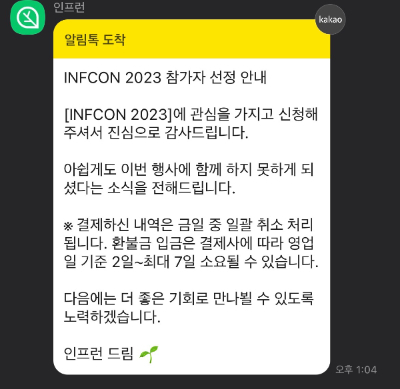 인프런
kakao
알림톡 도착
INFCON 2023 참가자 선정 안내
[INFCON 2023]에 관심을 가지고 신청해
주셔서 진심으로 감사드립니다.
아쉽게도 이번 행사에 함께 하지 못하게 되
셨다는 소식을 전해드립니다.
※ 결제하신 내역은 금일 중 일괄 취소 처리
됩니다. 환불금 입금은 결제사에 따라 영업
일 기준 2일~최대 7일 소요될 수 있습니다.
다음에는 더 좋은 기회로 만나뵐 수 있도록
노력하겠습니다.
인프런 드림 🌱
오후 1:04